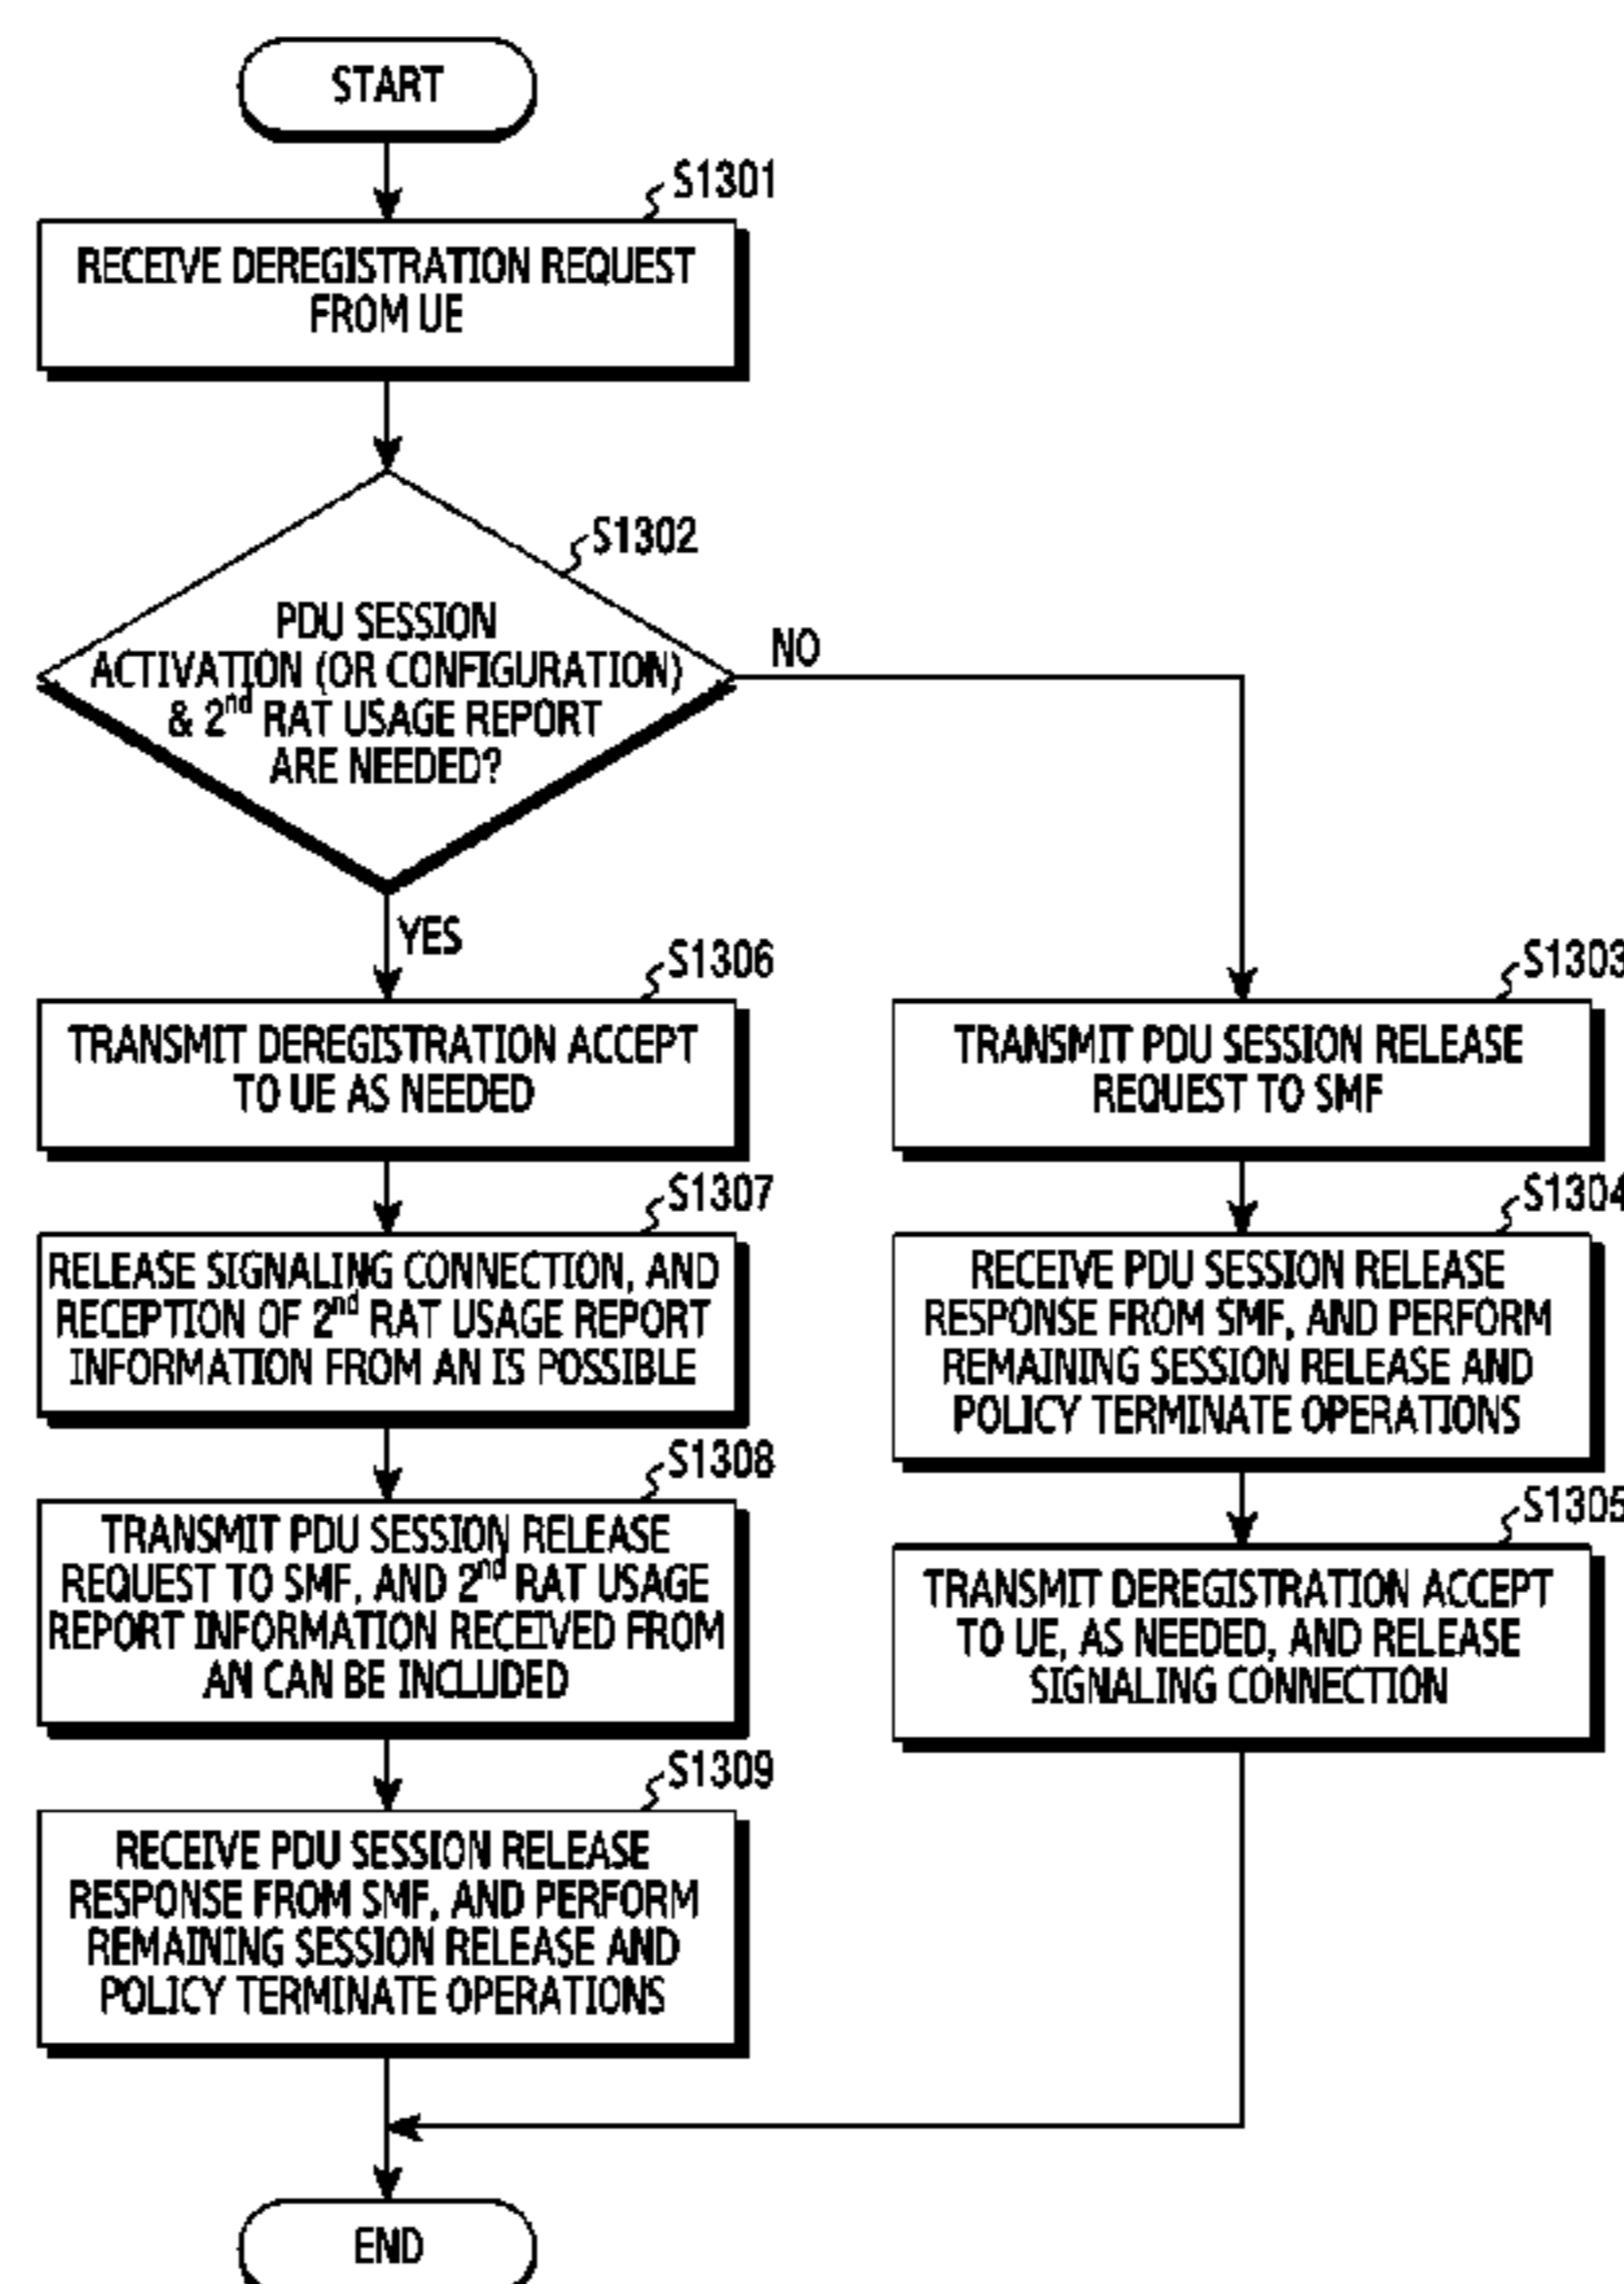 START
S1301
RECEIVE DEREGISTRATION REQUEST
FROM UE
S1302
PDU SESSION
ACTIVATION (OR CONFIGURATION)
& 2nd RAT USAGE REPORT
ARE NEEDED?
NO
YES
S1306
TRANSMIT DEREGISTRATION ACCEPT
TO UE AS NEEDED
S1307
RELEASE SIGNALING CONNECTION, AND
RECEPTION OF 2nd RAT USAGE REPORT
INFORMATION FROM AN IS POSSIBLE
S1308
TRANSMIT PDU SESSION RELEASE
REQUEST TO SMF, AND 2nd RAT USAGE
REPORT INFORMATION RECEIVED FROM
AN CAN BE INCLUDED
S1309
RECEIVE PDU SESSION RELEASE
RESPONSE FROM SMF, AND PERFORM
REMAINING SESSION RELEASE AND
POLICY TERMINATE OPERATIONS
S1303
TRANSMIT PDU SESSION RELEASE
REQUEST TO SMF
S1304
RECEIVE PDU SESSION RELEASE
RESPONSE FROM SMF, AND PERFORM
REMAINING SESSION RELEASE AND
POLICY TERMINATE OPERATIONS
S1305
TRANSMIT DEREGISTRATION ACCEPT
TO UE, AS NEEDED, AND RELEASE
SIGNALING CONNECTION
END